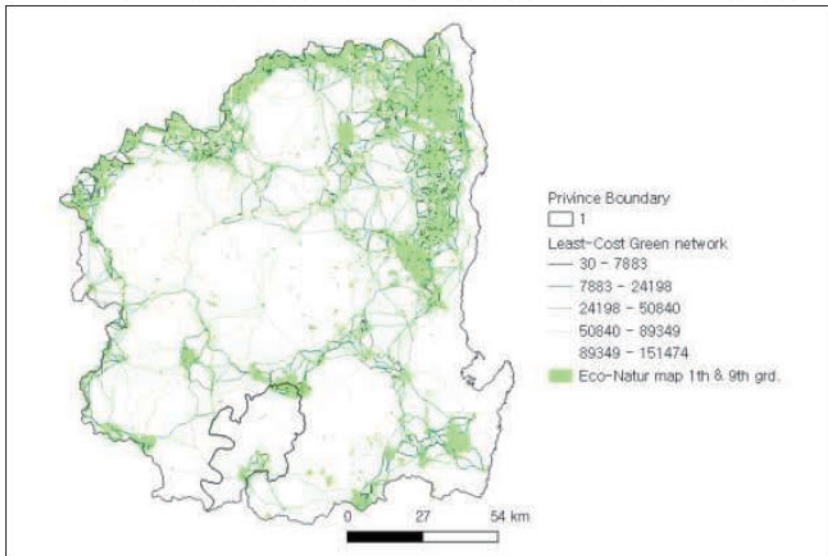 Privince Boundary
1
Least-Cost Green network
30 - 7883
7883 - 24198
24198 - 50840
50840 - 89349
89349 - 151474
Eco-Natur map 1th & 9th grd.
0 27 54 km